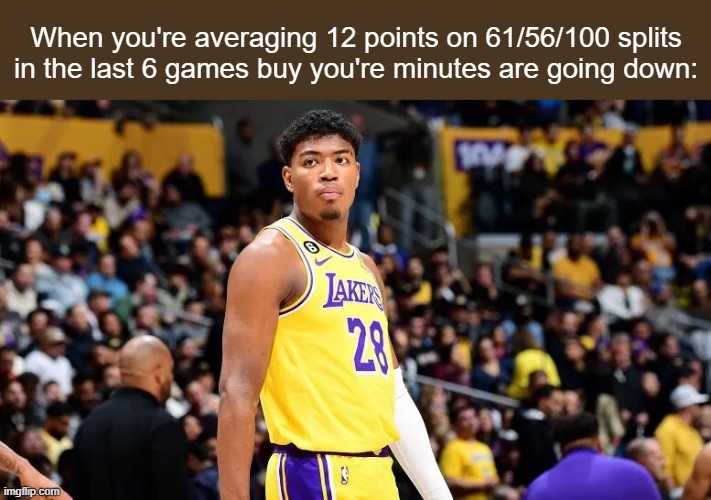 When you're averaging 12 points on 61/56/100 splits
in the last 6 games buy you're minutes are going down:
6
LAKERS
28
imgflip.com